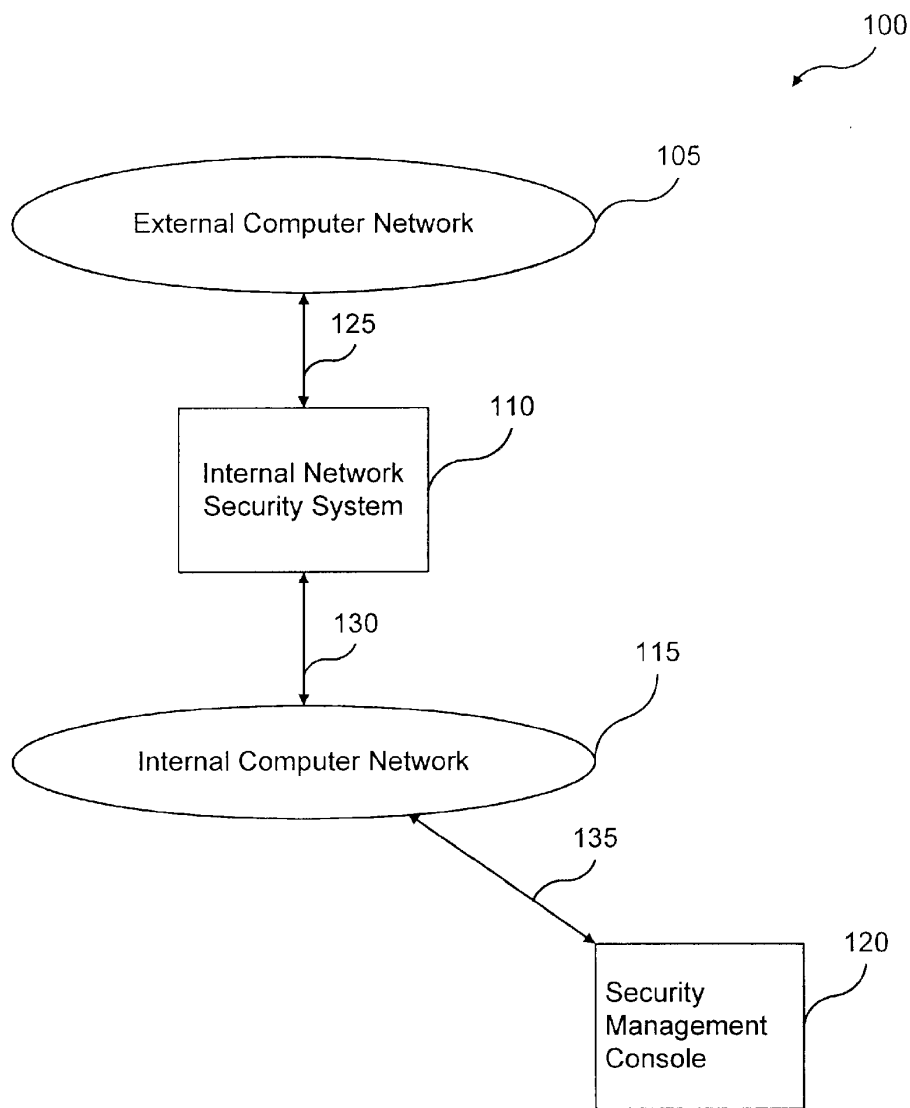 100
105
External Computer Network
125
110
Internal Network
Security System
130
115
Internal Computer Network
135
120
Security
Management
Console